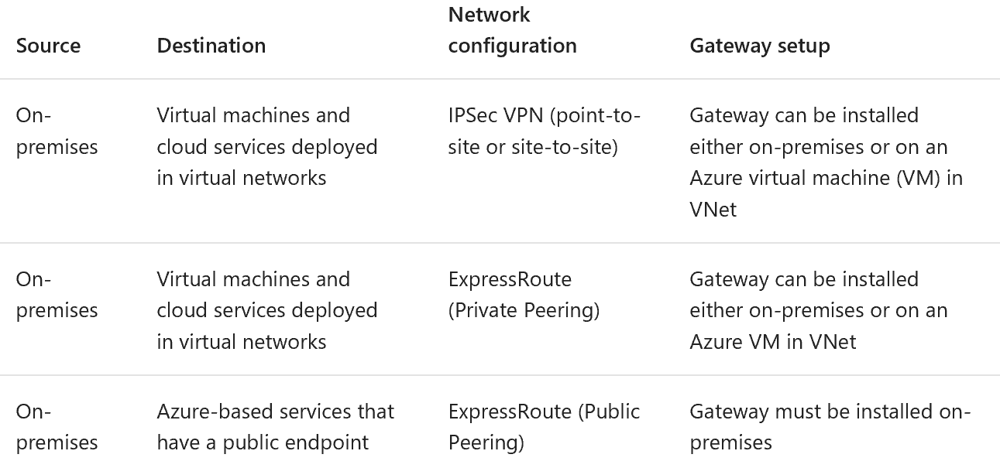 Source
Destination
Network
configuration
Gateway setup
On-
premises
Virtual machines and
cloud services deployed
in virtual networks
IPSec VPN (point-to-
site or site-to-site)
Gateway can be installed
either on-premises or on an
Azure virtual machine (VM) in
VNet
On-
premises
Virtual machines and
cloud services deployed
in virtual networks
ExpressRoute
(Private Peering)
Gateway can be installed
either on-premises or on an
Azure VM in VNet
On-
premises
Azure-based services that
have a public endpoint
ExpressRoute (Public
Peering)
Gateway must be installed on-
premises